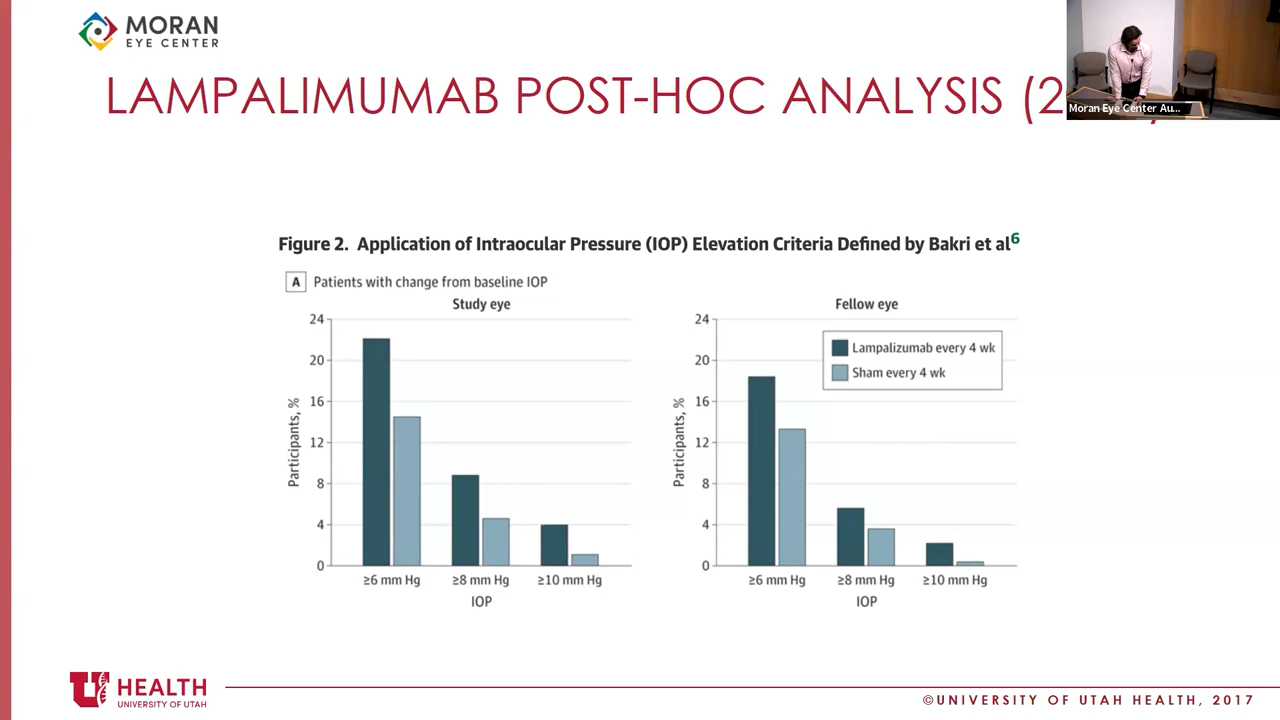 MORAN
EYE CENTER
LAMPALIMUMAB POST-HOC ANALYSIS (2
Moran Eye Center Au...
Figure 2. Application of Intraocular Pressure (IOP) Elevation Criteria Defined by Bakri et al6
A Patients with change from baseline IOP
Study eye
24
20
16
12
8
4
0
Participants, %
≥6 mm Hg ≥8 mm Hg ≥10 mm Hg
IOP
Fellow eye
24
20
16
12
8
4
0
Participants, %
Lampalizumab every 4 wk
Sham every 4 wk
≥6 mm Hg ≥8 mm Hg ≥10 mm Hg
IOP
U HEALTH
UNIVERSITY OF UTAH
©UNIVERSITY OF UTAH HEALTH, 2017